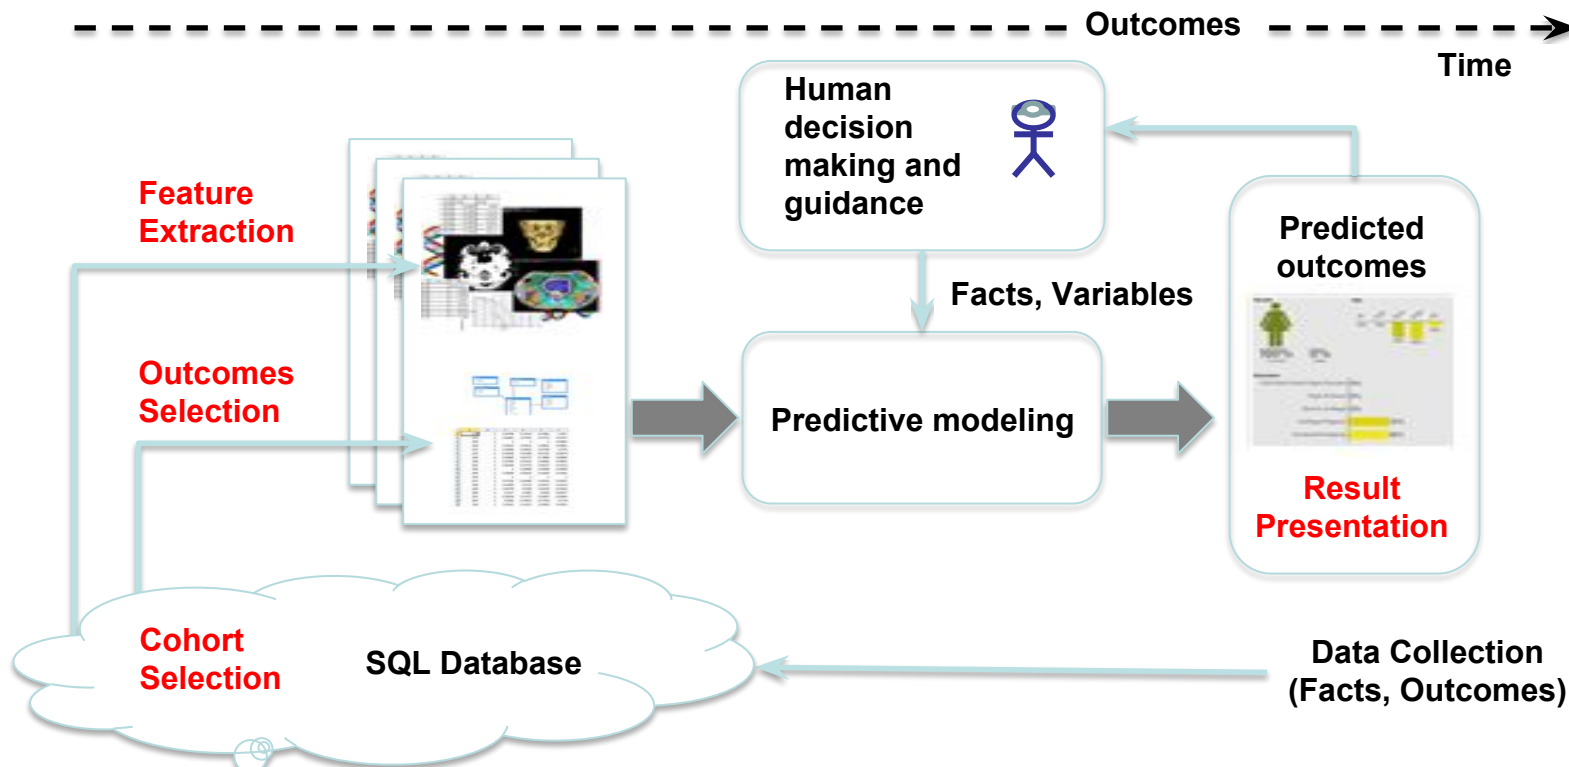 Outcomes
Time
Human
decision
making and
guidance
Feature
Extraction
Predicted
outcomes
Facts, Variables
Outcomes
Selection
Predictive modeling
Result
Presentation
Cohort
Selection
SQL Database
Data Collection
(Facts, Outcomes)